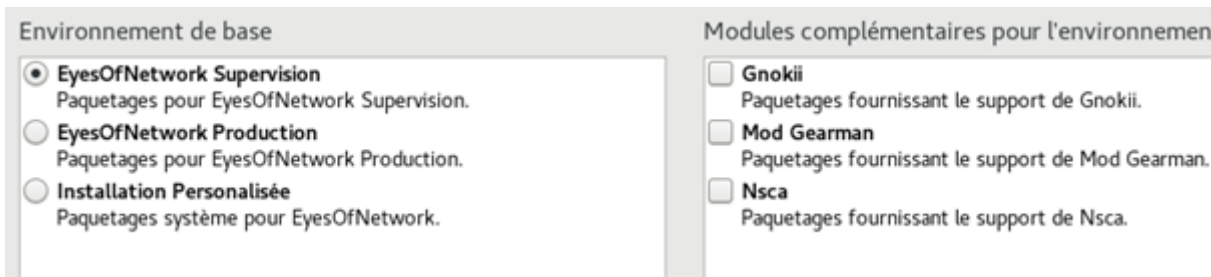 Environnement de base
EyesOfNetwork Supervision
Paquetages pour EyesOfNetwork Supervision.
EyesOfNetwork Production
Paquetages pour EyesOfNetwork Production.
Installation Personalisée
Paquetages système pour EyesOfNetwork.
Modules complémentaires pour l'environnemen
Gnokii
Paquetages fournissant le support de Gnokii.
Mod Gearman
Paquetages fournissant le support de Mod Gearman.
Nsca
Paquetages fournissant le support de Nsca.